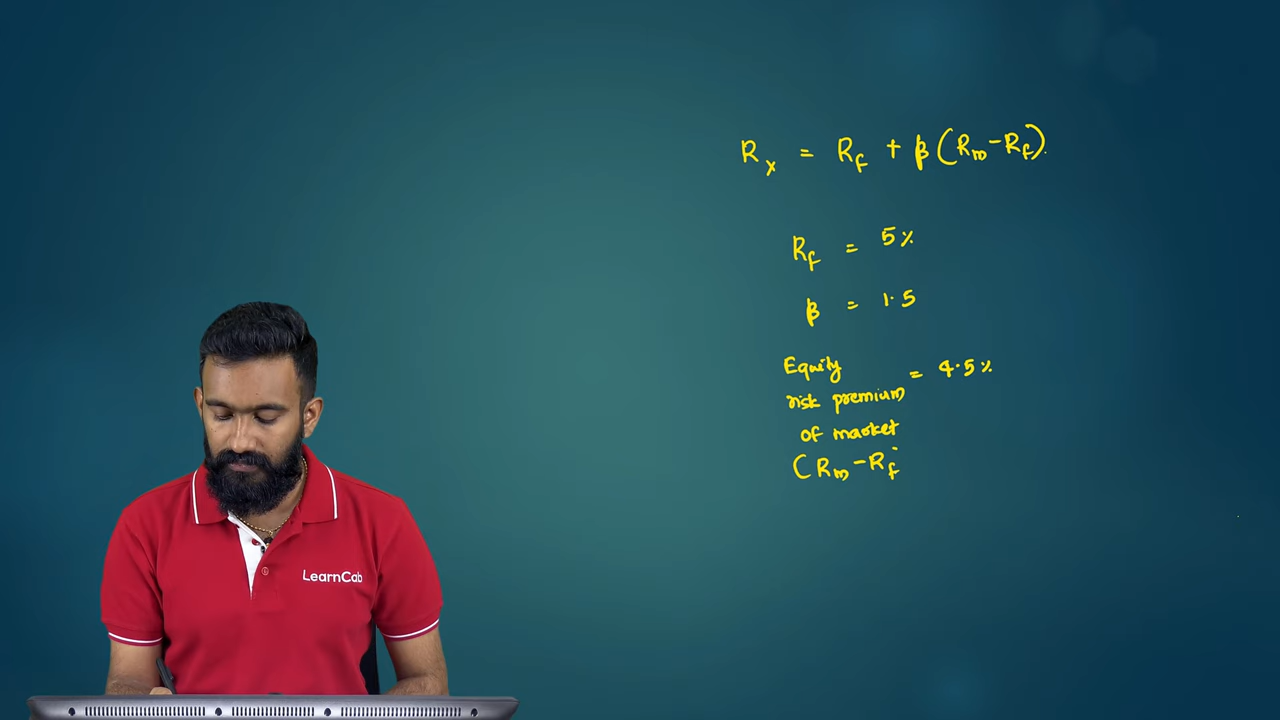 Rx = Rf + β(Rm-Rf)
Rf = 5%
β = 1.5
Equity
risk premium = 4.5%
of market
(Rm-Rf
LearnCab